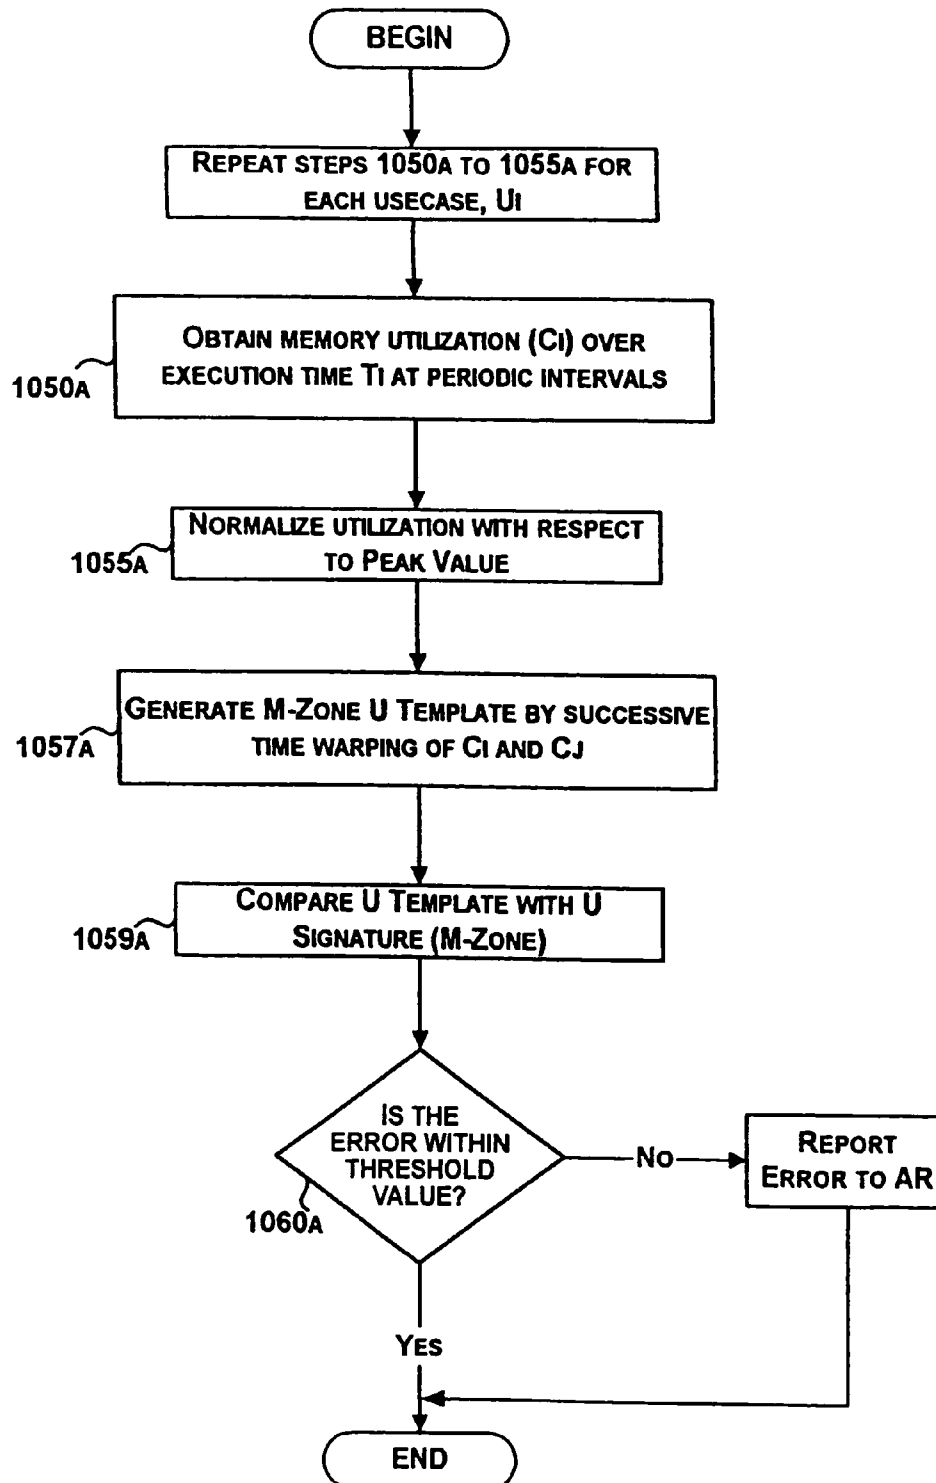 BEGIN
REPEAT STEPS 1050A TO 1055A FOR
EACH USECASE, UI
OBTAIN MEMORY UTILIZATION (CI) OVER
EXECUTION TIME TI AT PERIODIC INTERVALS
1050A
NORMALIZE UTILIZATION WITH RESPECT
TO PEAK VALUE
1055A
GENERATE M-ZONE U TEMPLATE BY SUCCESSIVE
TIME WARPING OF CI AND CJ
1057A
COMPARE U TEMPLATE WITH U
SIGNATURE (M-ZONE)
1059A
IS THE
ERROR WITHIN
THRESHOLD
VALUE?
1060A
NO
REPORT
ERROR TO AR
YES
END